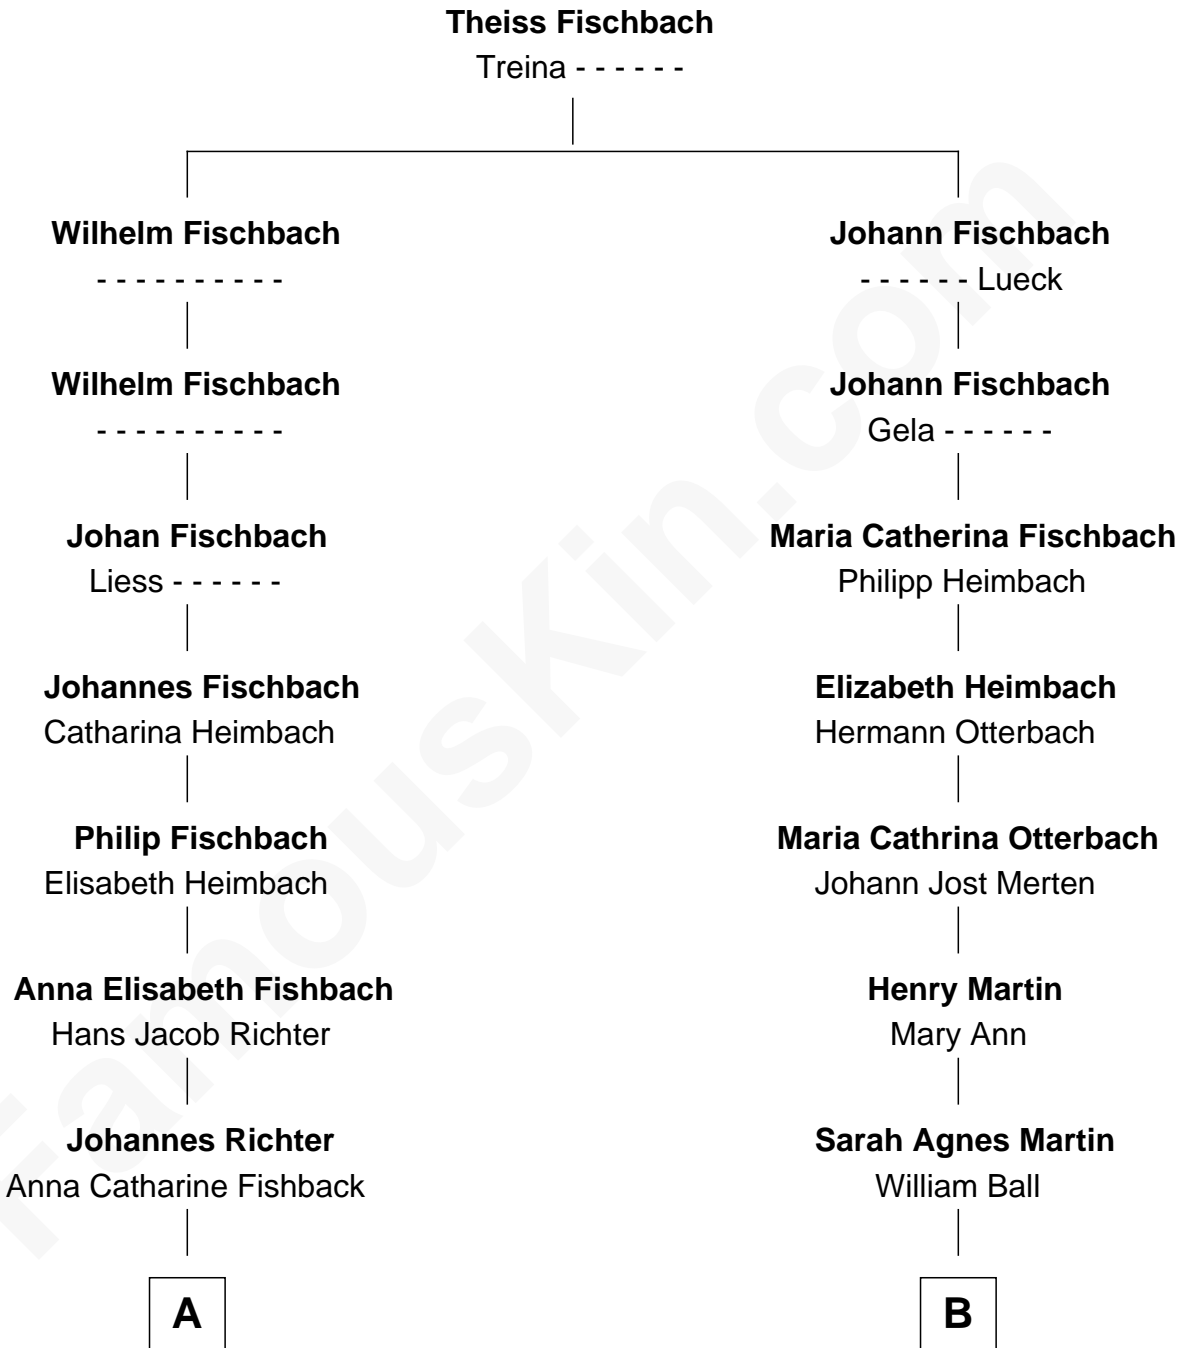 Theiss Fischbach
Treina - - - - - -
Wilhelm Fischbach
- - - - - - - - - -
Wilhelm Fischbach
- - - - - - - - - -
Johan Fischbach
Liess - - - - - -
Johannes Fischbach
Catharina Heimbach
Philip Fischbach
Elisabeth Heimbach
Anna Elisabeth Fishbach
Hans Jacob Richter
Johannes Richter
Anna Catharine Fishback
A
Johann Fischbach
- - - - - - Lueck
Johann Fischbach
Gela - - - - - -
Maria Catherina Fischbach
Philipp Heimbach
Elizabeth Heimbach
Hermann Otterbach
Maria Cathrina Otterbach
Johann Jost Merten
Henry Martin
Mary Ann
Sarah Agnes Martin
William Ball
B
FamousKin.com